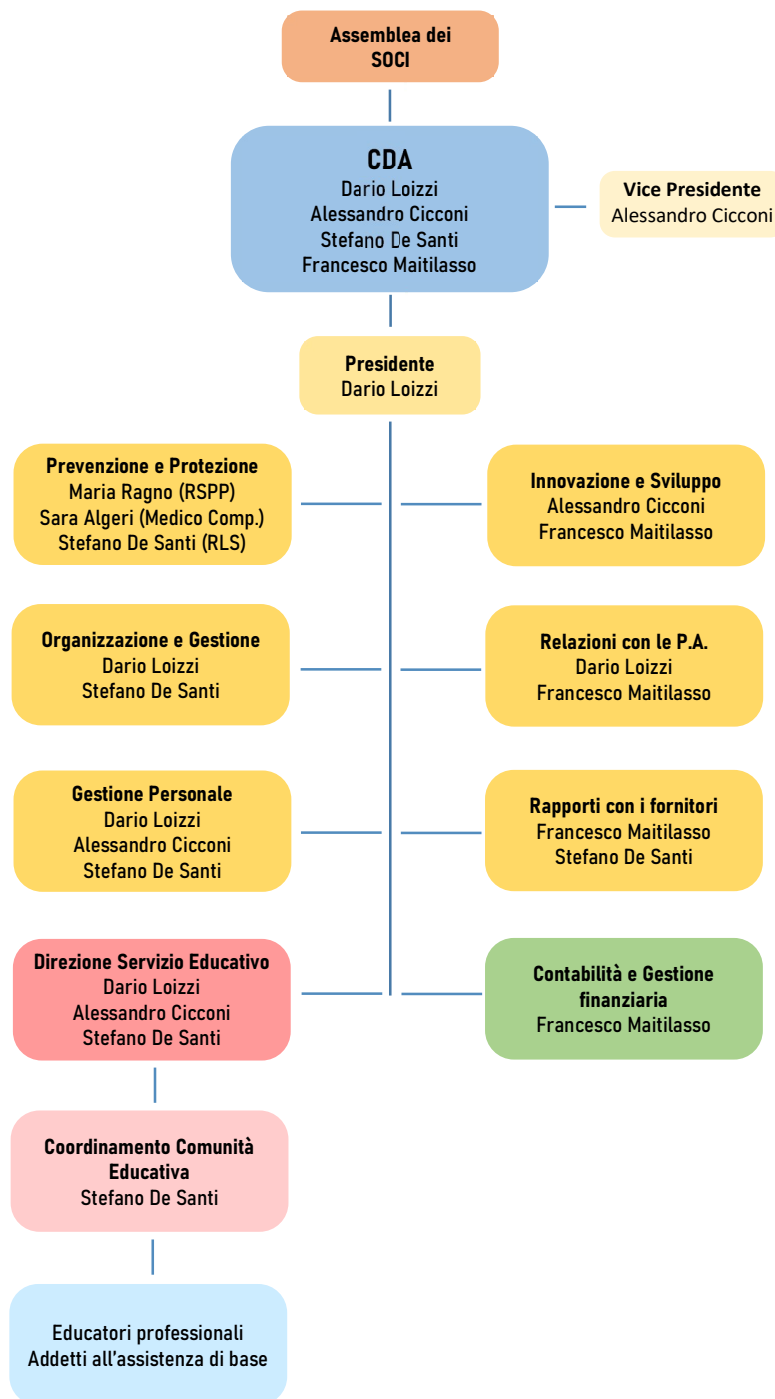 Assemblea dei
SOCI
CDA
Dario Loizzi
Alessandro Cicconi
Stefano De Santi
Francesco Maitilasso
Vice Presidente
Alessandro Cicconi
Presidente
Dario Loizzi
Prevenzione e Protezione
Maria Ragno (RSPP)
Sara Algeri (Medico Comp.)
Stefano De Santi (RLS)
Innovazione e Sviluppo
Alessandro Cicconi
Francesco Maitilasso
Organizzazione e Gestione
Dario Loizzi
Stefano De Santi
Relazioni con le P.A.
Dario Loizzi
Francesco Maitilasso
Gestione Personale
Dario Loizzi
Alessandro Cicconi
Stefano De Santi
Rapporti con i fornitori
Francesco Maitilasso
Stefano De Santi
Direzione Servizio Educativo
Dario Loizzi
Alessandro Cicconi
Stefano De Santi
Contabilità e Gestione
finanziaria
Francesco Maitilasso
Coordinamento Comunità
Educativa
Stefano De Santi
Educatori professionali
Addetti all'assistenza di base